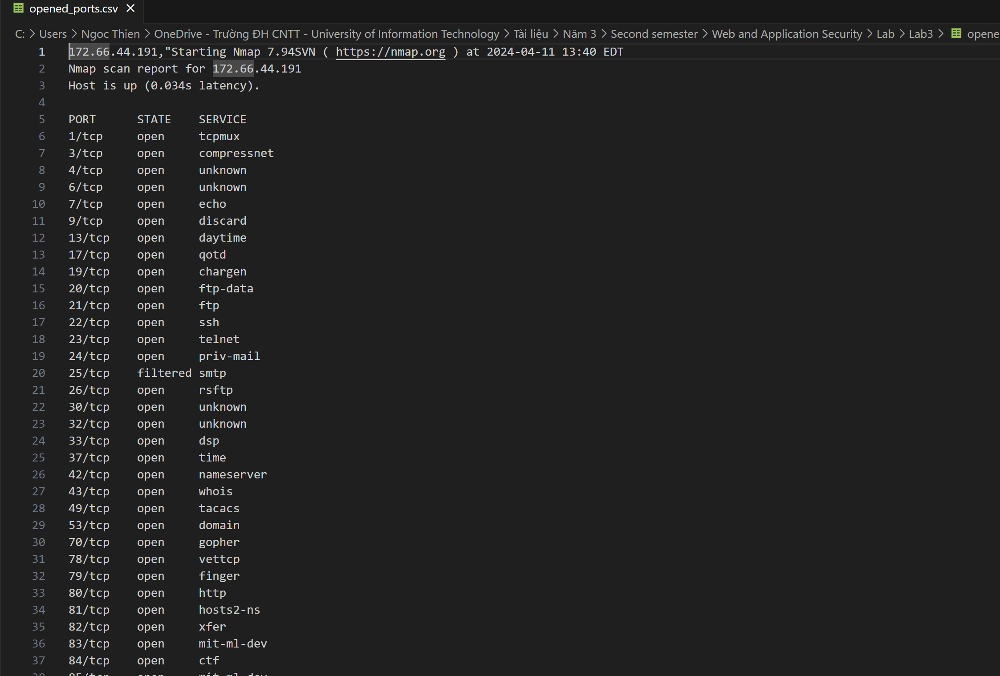 opened_ports.csv
C: > Users > Ngoc Thien > OneDrive - Trường ĐH CNTT - University of Information Technology > Tài liệu > Năm 3 > Second semester > Web and Application Security > Lab > Lab3 > opene
1 172.66.44.191,"Starting Nmap 7.94SVN ( https://nmap.org ) at 2024-04-11 13:40 EDT
2 Nmap scan report for 172.66.44.191
3 Host is up (0.034s latency).
4
5 PORT STATE SERVICE
6 1/tcp open tcpmux
7 3/tcp open compressnet
8 4/tcp open unknown
9 6/tcp open unknown
10 7/tcp open echo
11 9/tcp open discard
12 13/tcp open daytime
13 17/tcp open qotd
14 19/tcp open chargen
15 20/tcp open ftp-data
16 21/tcp open ftp
17 22/tcp open ssh
18 23/tcp open telnet
19 24/tcp open priv-mail
20 25/tcp filtered smtp
21 26/tcp open rsftp
22 30/tcp open unknown
23 32/tcp open unknown
24 33/tcp open dsp
25 37/tcp open time
26 42/tcp open nameserver
27 43/tcp open whois
28 49/tcp open tacacs
29 53/tcp open domain
30 70/tcp open gopher
31 78/tcp open vettcp
32 79/tcp open finger
33 80/tcp open http
34 81/tcp open hosts2-ns
35 82/tcp open xfer
36 83/tcp open mit-ml-dev
37 84/tcp open ctf
38 85/tcp open mit-ml-dev